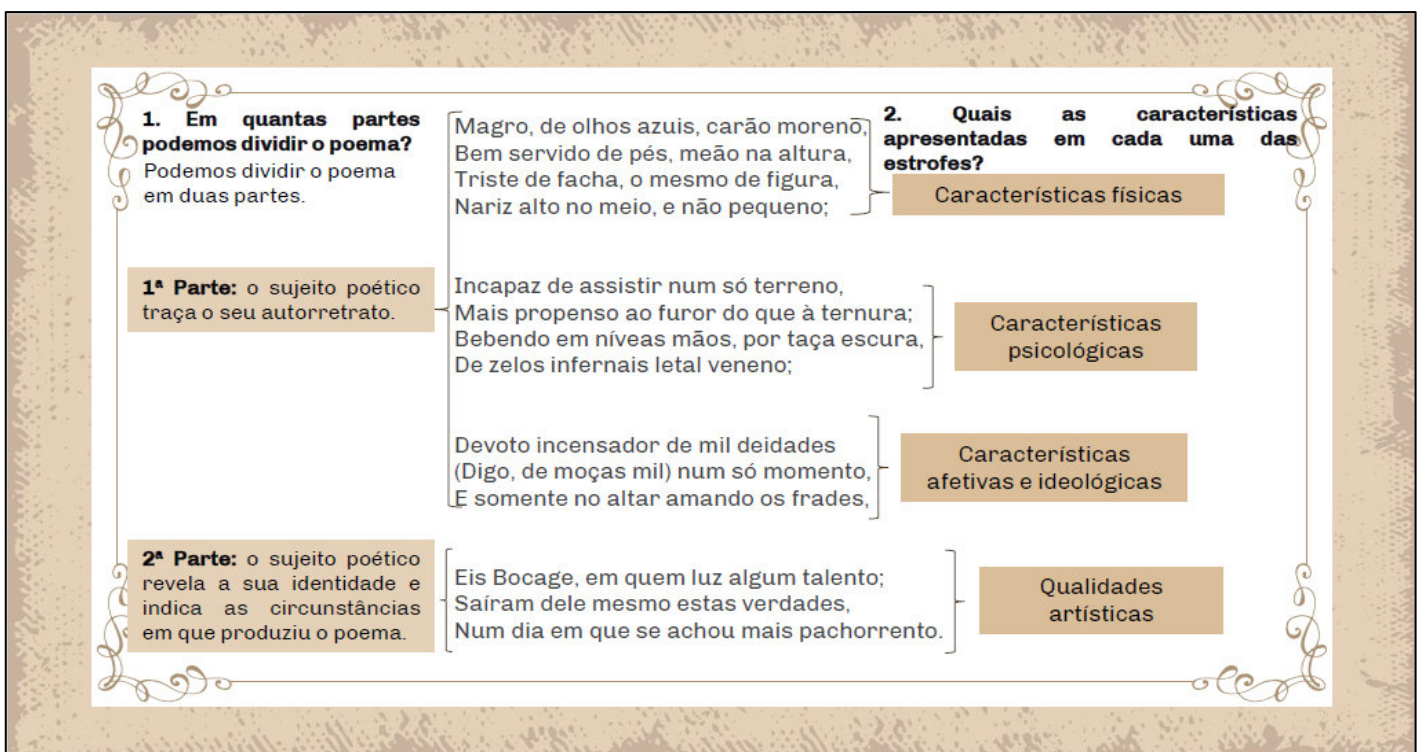 1. Em quantas partes
podemos dividir o poema?
Podemos dividir o poema
em duas partes.
2. Quais as características
apresentadas em cada uma das
estrofes?
Magro, de olhos azuis, carão moreno,
Bem servido de pés, meão na altura,
Triste de facha, o mesmo de figura,
Nariz alto no meio, e não pequeno;
Características físicas
1ª Parte: o sujeito poético
traça o seu autorretrato.
Incapaz de assistir num só terreno,
Mais propenso ao furor do que à ternura;
Bebendo em níveas mãos, por taça escura,
De zelos infernais letal veneno;
Características
psicológicas
Devoto incensador de mil deidades
(Digo, de moças mil) num só momento,
E somente no altar amando os frades,
Características
afetivas e ideológicas
2ª Parte: o sujeito poético
revela a sua identidade e
indica as circunstâncias
em que produziu o poema.
Eis Bocage, em quem luz algum talento;
Saíram dele mesmo estas verdades,
Num dia em que se achou mais pachorrento.
Qualidades
artísticas